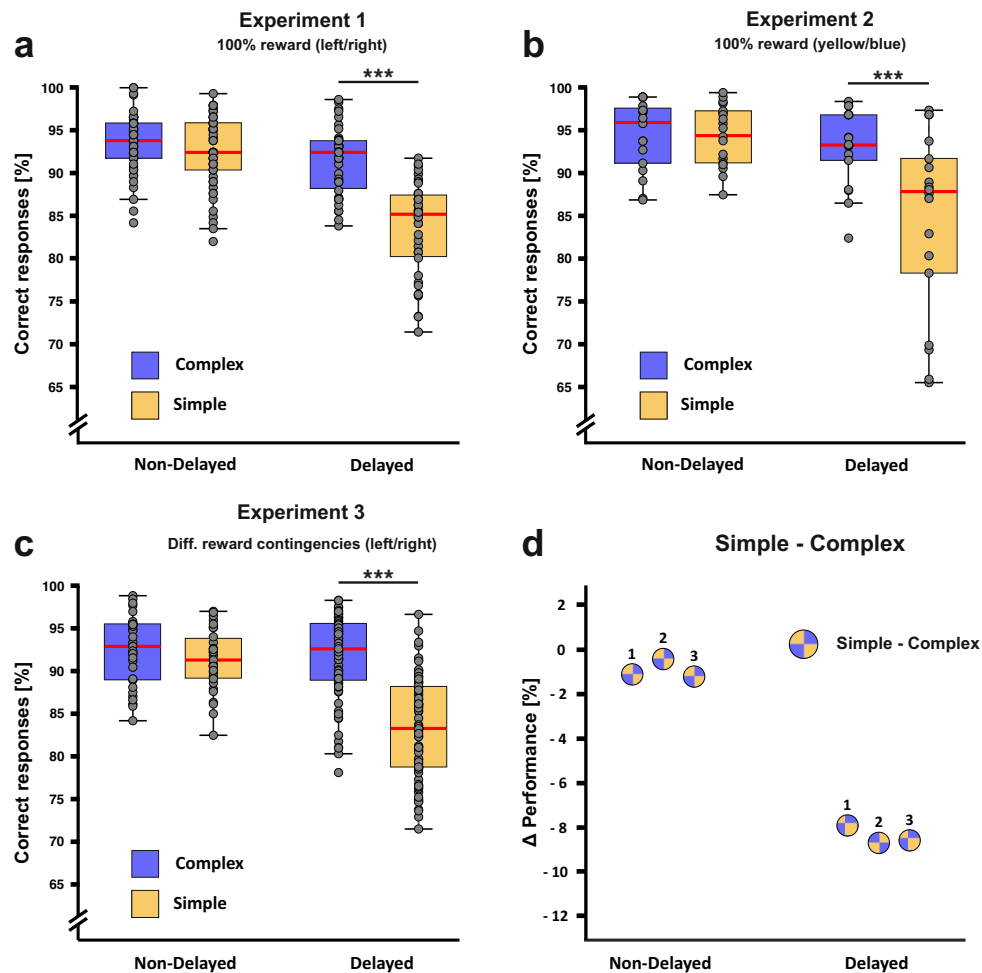 Experiment 1
a
100% reward (left/right)
***
Correct responses [%]
100
95
90
85
80
75
70
65
Complex
Simple
Non-Delayed
Delayed
Experiment 2
b
100% reward (yellow/blue)
***
Correct responses [%]
100
95
90
85
80
75
70
65
Complex
Simple
Non-Delayed
Delayed
Experiment 3
c
Diff. reward contingencies (left/right)
***
Correct responses [%]
100
95
90
85
80
75
70
65
Complex
Simple
Non-Delayed
Delayed
d
Simple - Complex
Δ Performance [%]
2
0
- 2
- 4
- 6
- 8
- 10
- 12
1
2
3
Simple - Complex
1
2
3
Non-Delayed
Delayed